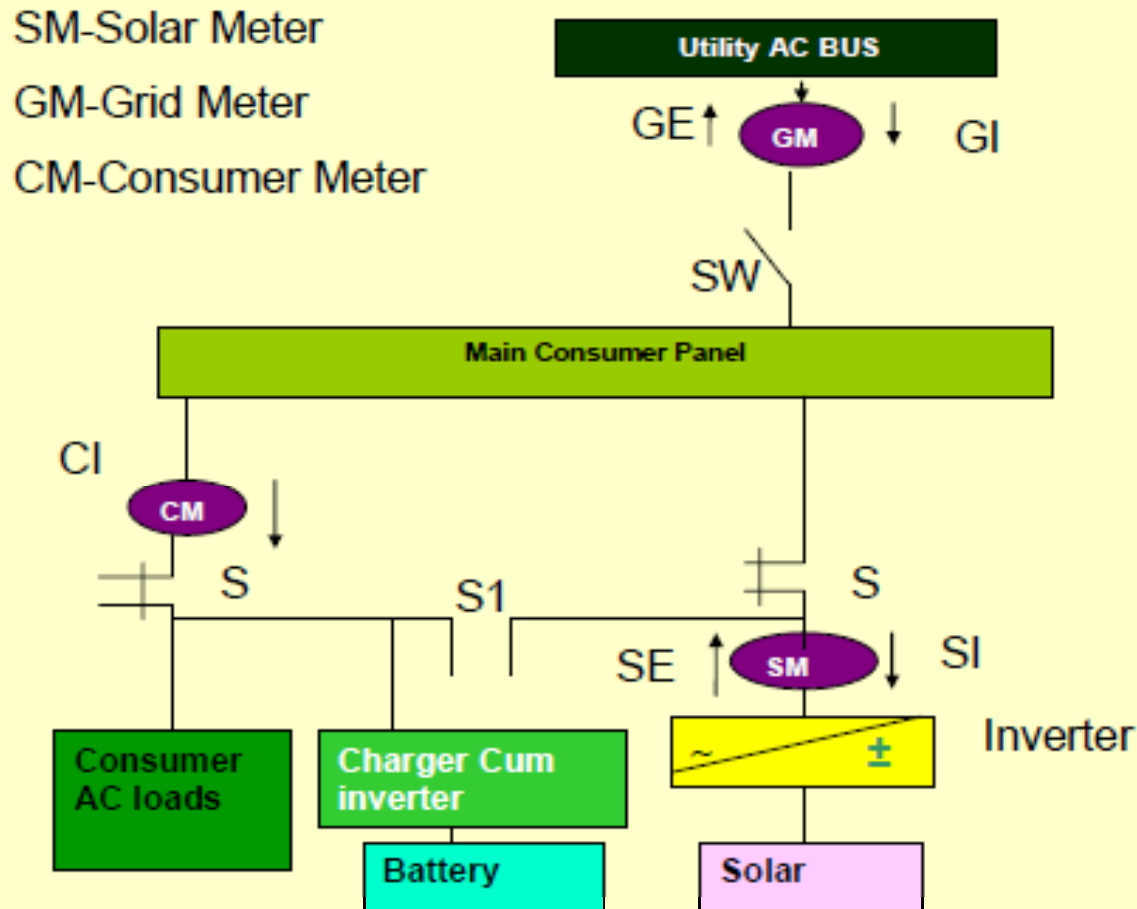 SM-Solar Meter
GM-Grid Meter
CM-Consumer Meter
Utility AC BUS
GE
GM
GI
SW
Main Consumer Panel
CI
CM
S
S1
S
SE
SM
SI
Consumer
AC loads
Charger Cum
inverter
~
±
Inverter
Battery
Solar